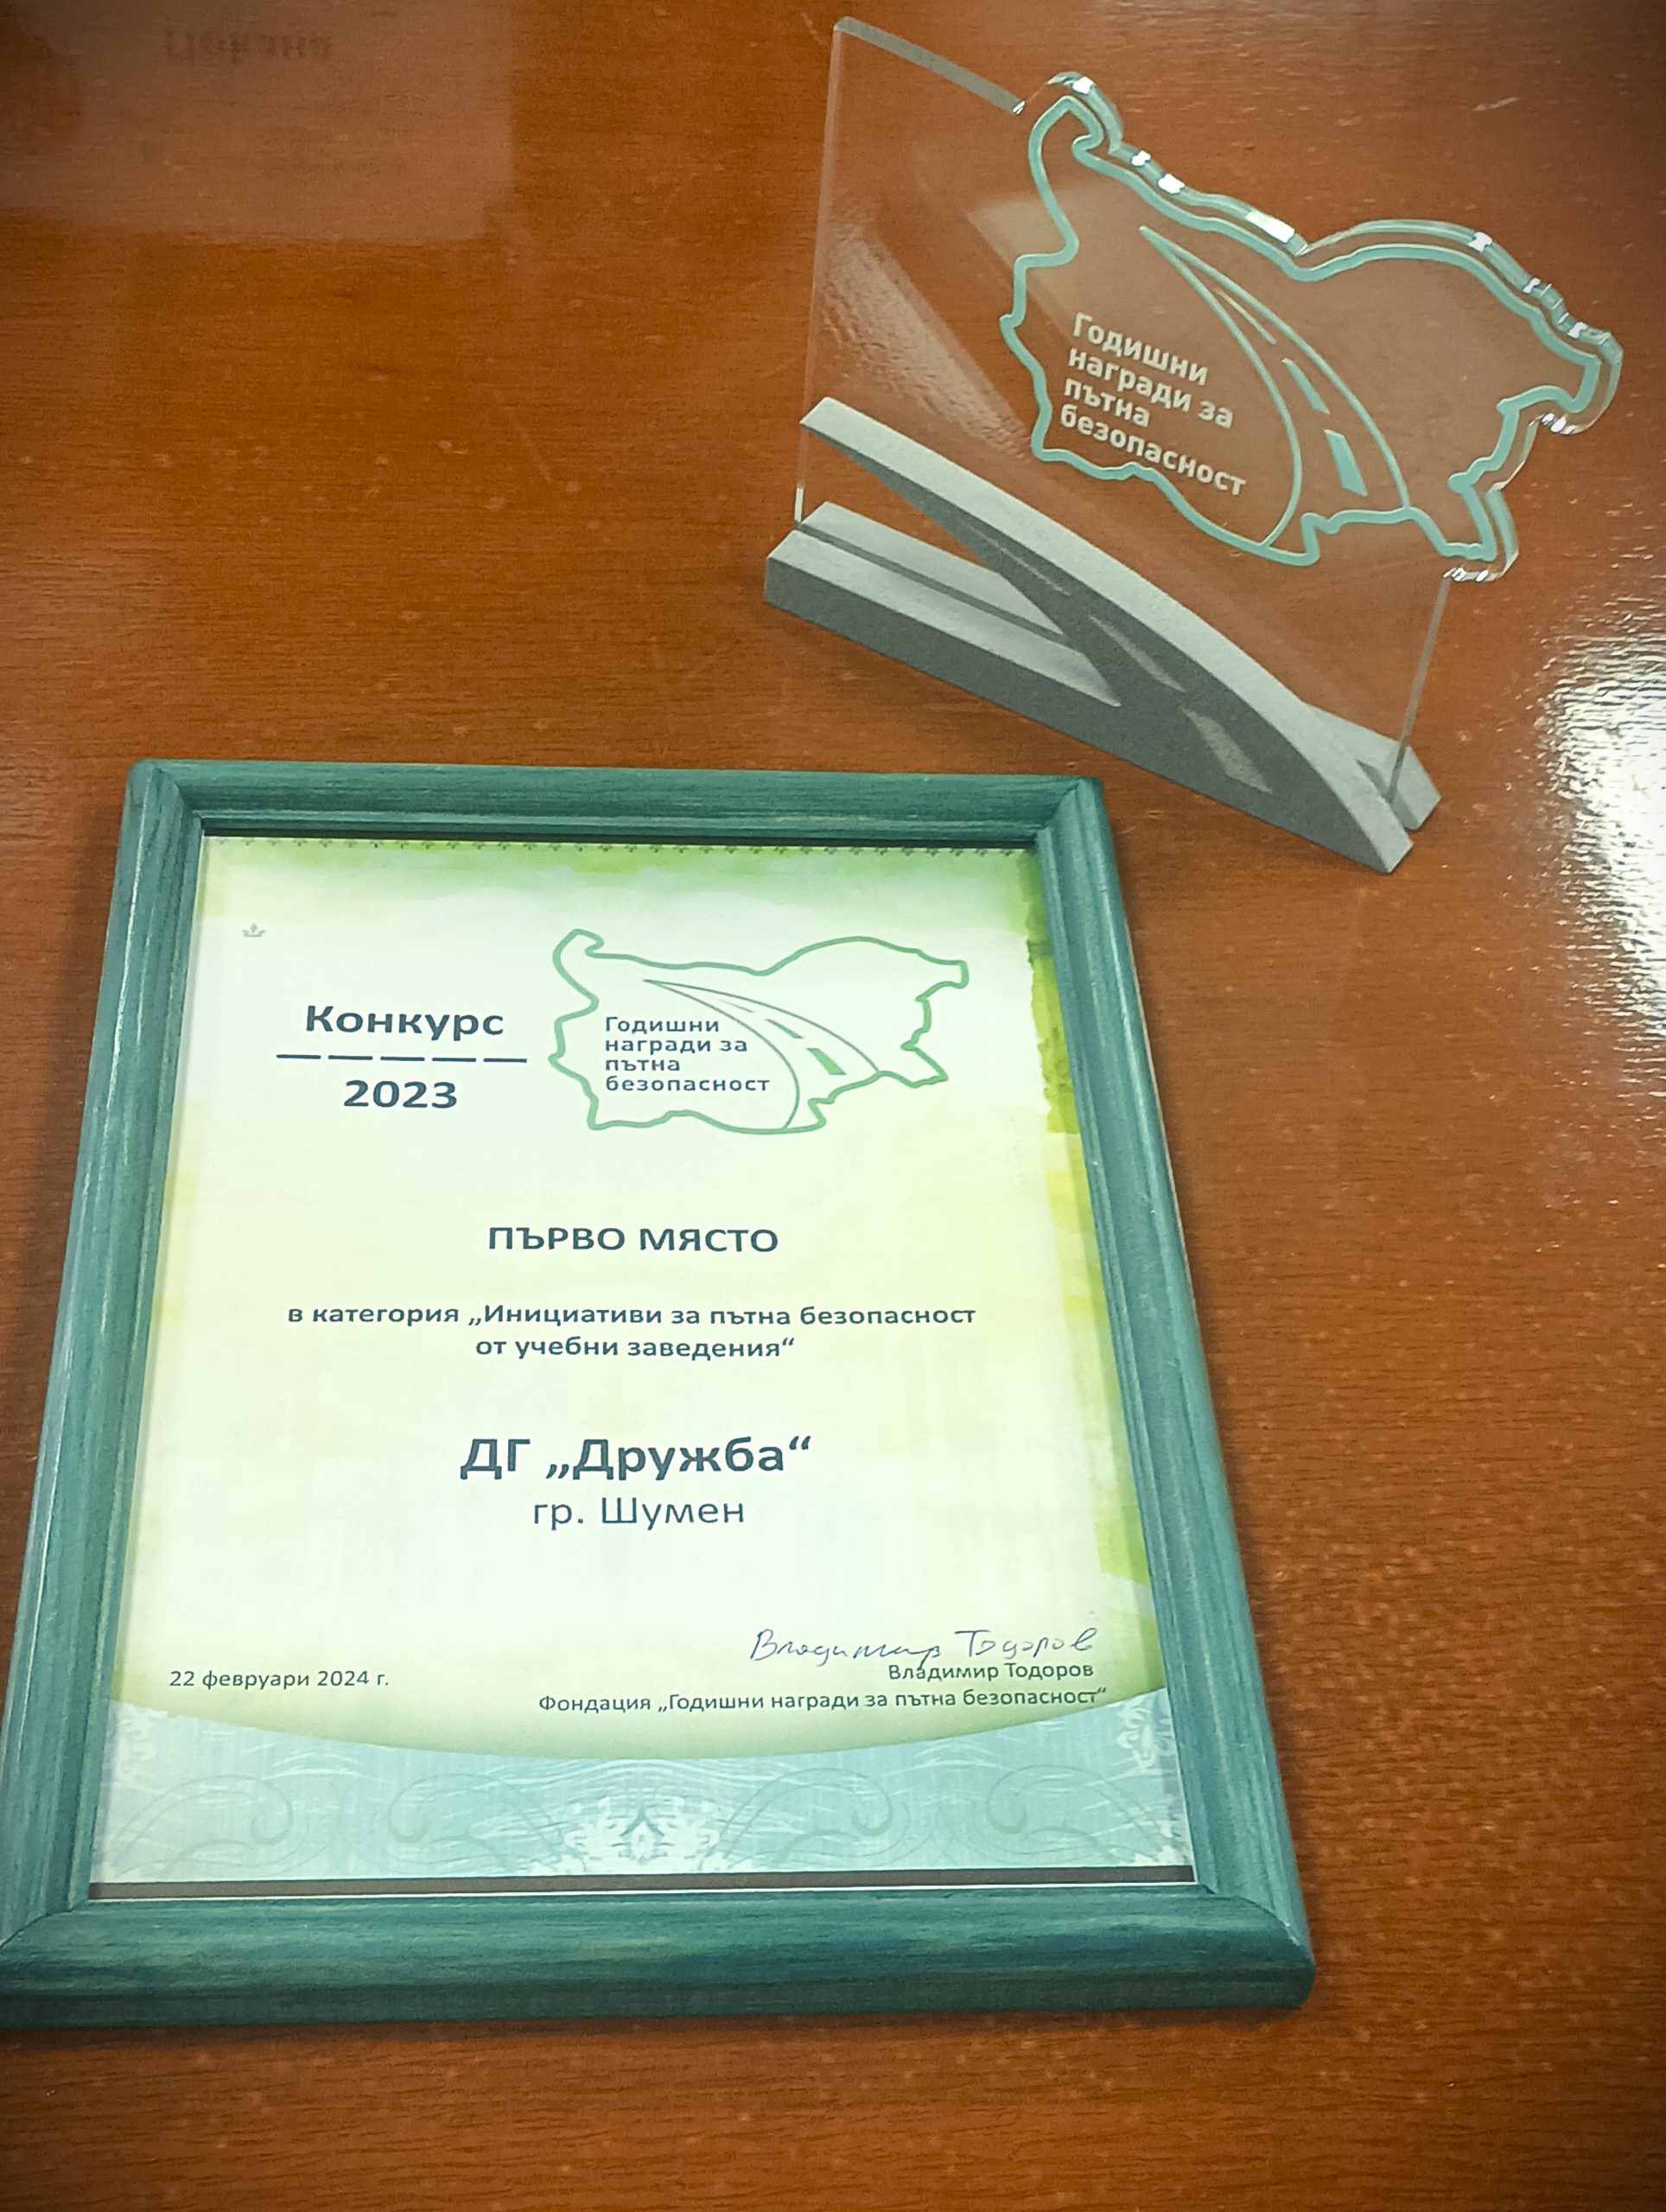 Годишни
награди за
пътна
безопасност
Конкурс
2023
Годишни
награди за
пътна
безопасност
ПЪРВО МЯСТО
в категория „Инициативи за пътна безопасност
от учебни заведения“
ДГ „Дружба“
гр. Шумен
22 февруари 2024 г.
Владимир Тодоров
Владимир Тодоров
Фондация „Годишни награди за пътна безопасност“